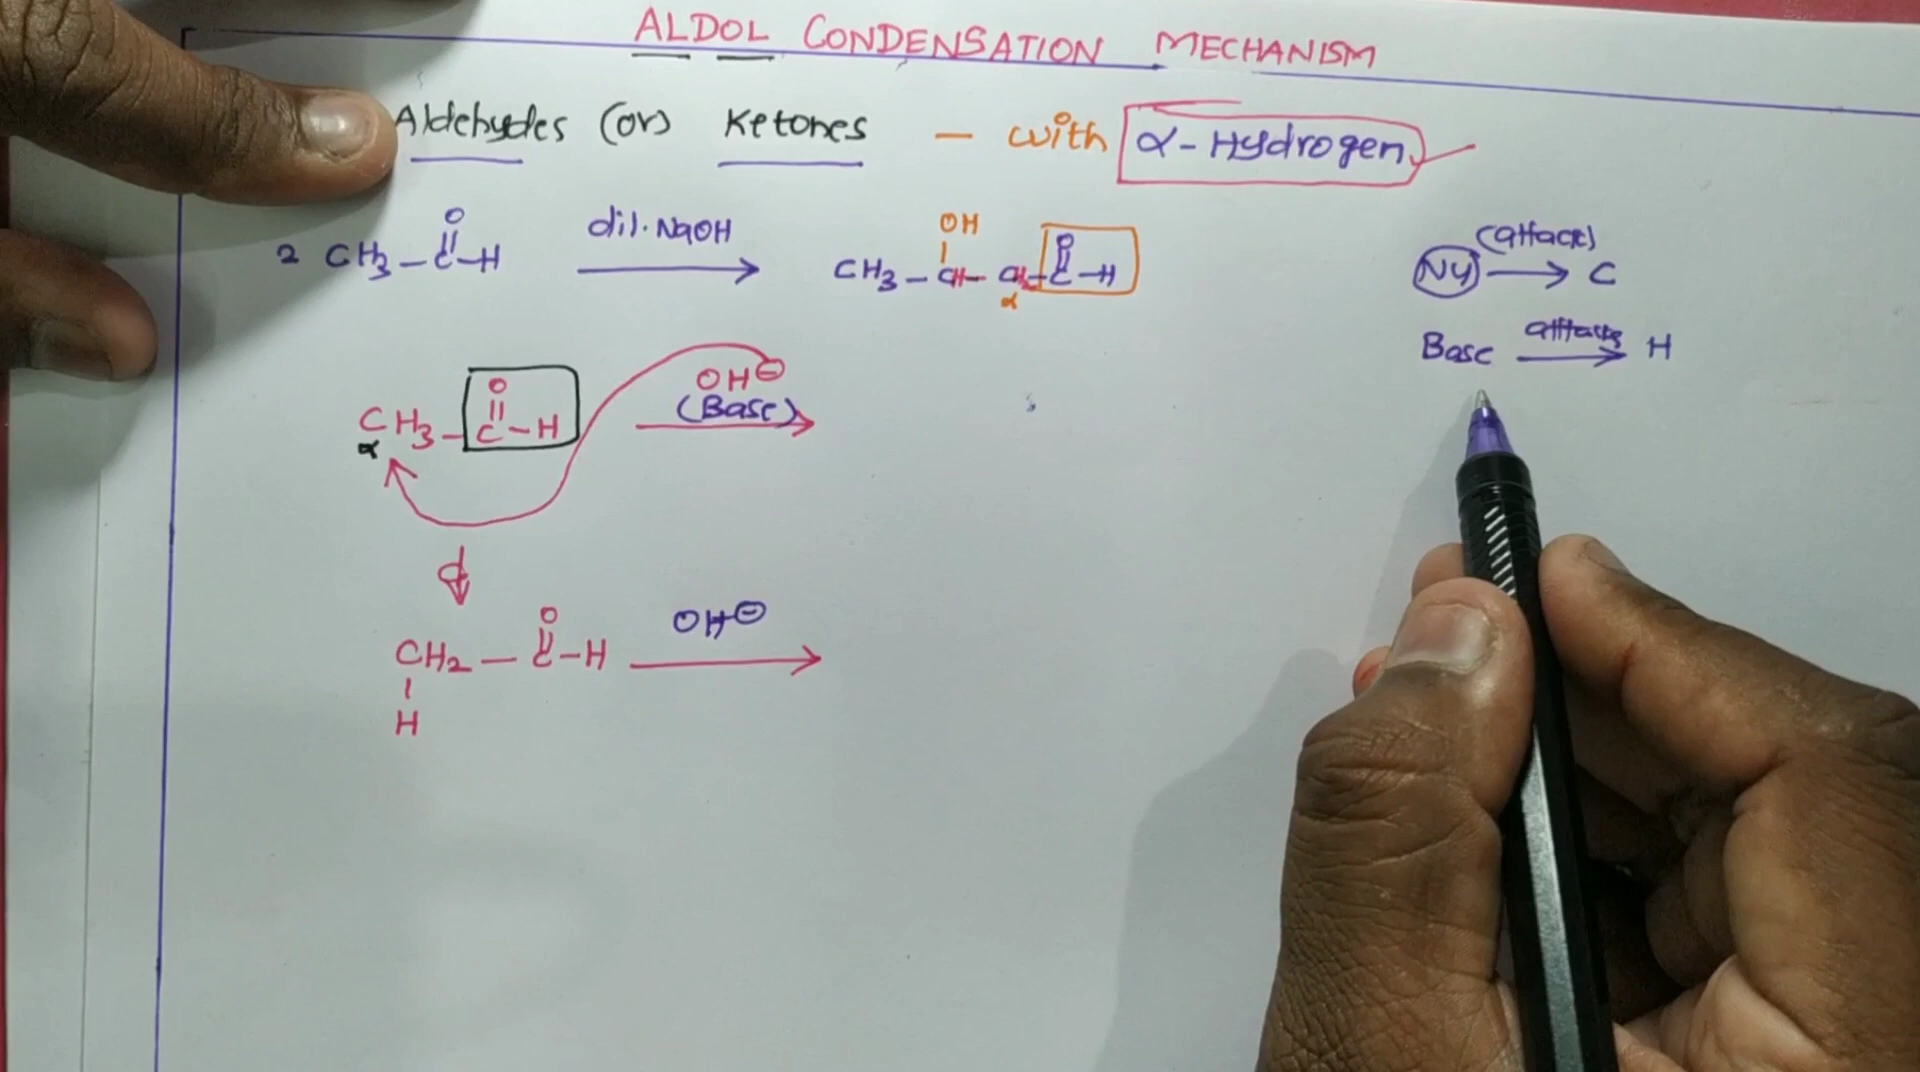 ALDOL CONDENSATION MECHANISM
Aldehydes (or) Ketones - with α-Hydrogen
O
2 CH3-C-H
dil. NaOH
OH O
CH3-CH-CH2-C-H
α
(attack)
Nu → C
Base attacks → H
O
CH3-C-H
α
OH⊖
(Base)
O
CH2-C-H
H
OH⊖